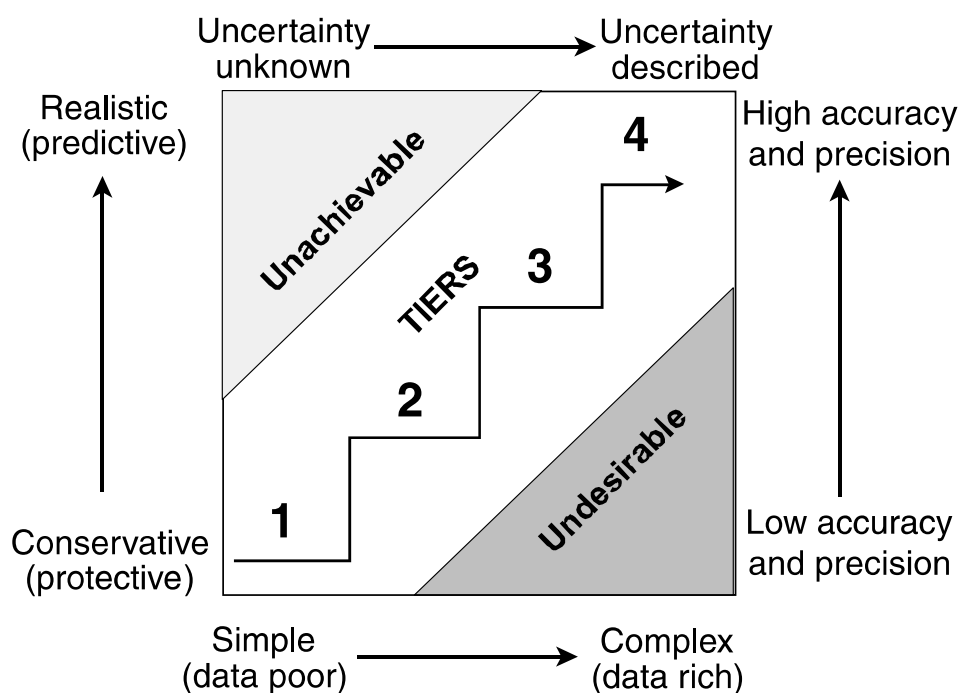 Uncertainty
unknown
Uncertainty
described
Realistic
(predictive)
High accuracy
and precision
4
Unachievable
3
TIERS
2
Undesirable
1
Conservative
(protective)
Low accuracy
and precision
Simple
(data poor)
Complex
(data rich)